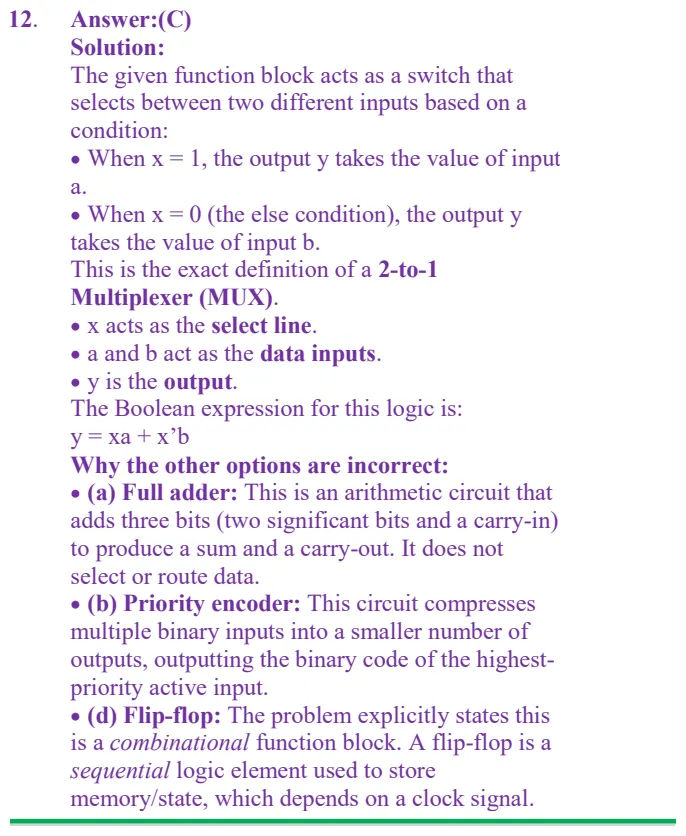 12. Answer:(C)
Solution:
The given function block acts as a switch that
selects between two different inputs based on a
condition:
• When x = 1, the output y takes the value of input
a.
• When x = 0 (the else condition), the output y
takes the value of input b.
This is the exact definition of a 2-to-1
Multiplexer (MUX).
• x acts as the select line.
• a and b act as the data inputs.
• y is the output.
The Boolean expression for this logic is:
y = xa + x’b
Why the other options are incorrect:
• (a) Full adder: This is an arithmetic circuit that
adds three bits (two significant bits and a carry-in)
to produce a sum and a carry-out. It does not
select or route data.
• (b) Priority encoder: This circuit compresses
multiple binary inputs into a smaller number of
outputs, outputting the binary code of the highest-
priority active input.
• (d) Flip-flop: The problem explicitly states this
is a combinational function block. A flip-flop is a
sequential logic element used to store
memory/state, which depends on a clock signal.